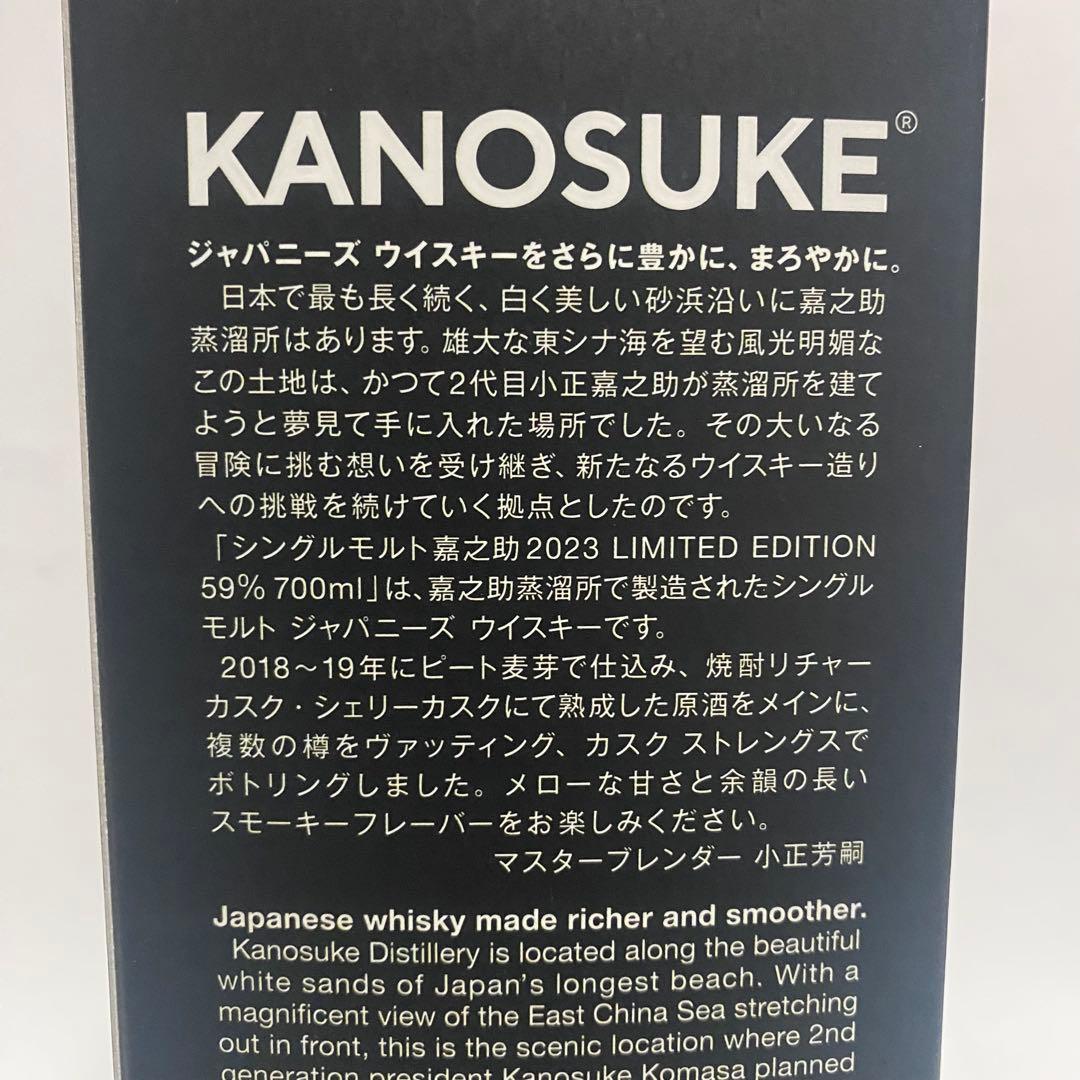 KANOSUKE®
ジャパニーズ ウイスキーをさらに豊かに、まろやかに。
日本で最も長く続く、白く美しい砂浜沿いに嘉之助
蒸溜所はあります。雄大な東シナ海を望む風光明媚な
この土地は、かつて2代目小正嘉之助が蒸溜所を建て
ようと夢見て手に入れた場所でした。その大いなる
冒険に挑む想いを受け継ぎ、新たなるウイスキー造り
への挑戦を続けていく拠点としたのです。
「シングルモルト嘉之助2023 LIMITED EDITION
59% 700ml」は、嘉之助蒸溜所で製造されたシングル
モルト ジャパニーズ ウイスキーです。
2018～19年にピート麦芽で仕込み、焼酎リチャー
カスク・シェリーカスクにて熟成した原酒をメインに、
複数の樽をヴァッティング、カスク ストレングスで
ボトリングしました。メローな甘さと余韻の長い
スモーキーフレーバーをお楽しみください。
マスターブレンダー 小正芳嗣
Japanese whisky made richer and smoother.
Kanosuke Distillery is located along the beautiful
white sands of Japan's longest beach. With a
magnificent view of the East China Sea stretching
out in front, this is the scenic location where 2nd
generation president Kanosuke Komasa planned